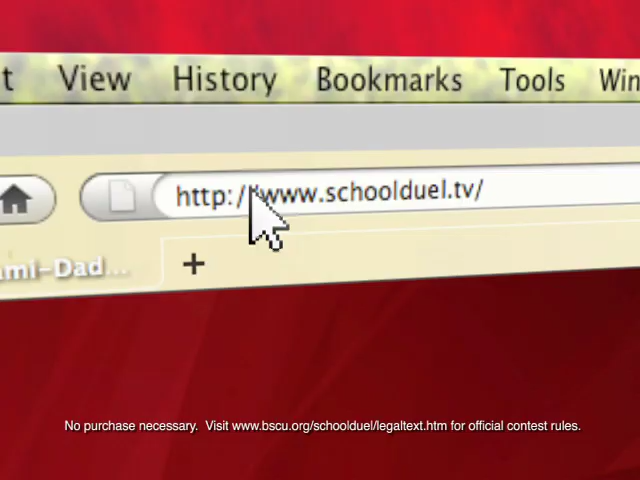 View History Bookmarks Tools
http://www.schoolduel.tv/
+
No purchase necessary. Visit www.bscu.org/schoolduel/legaltext.htm for official contest rules.